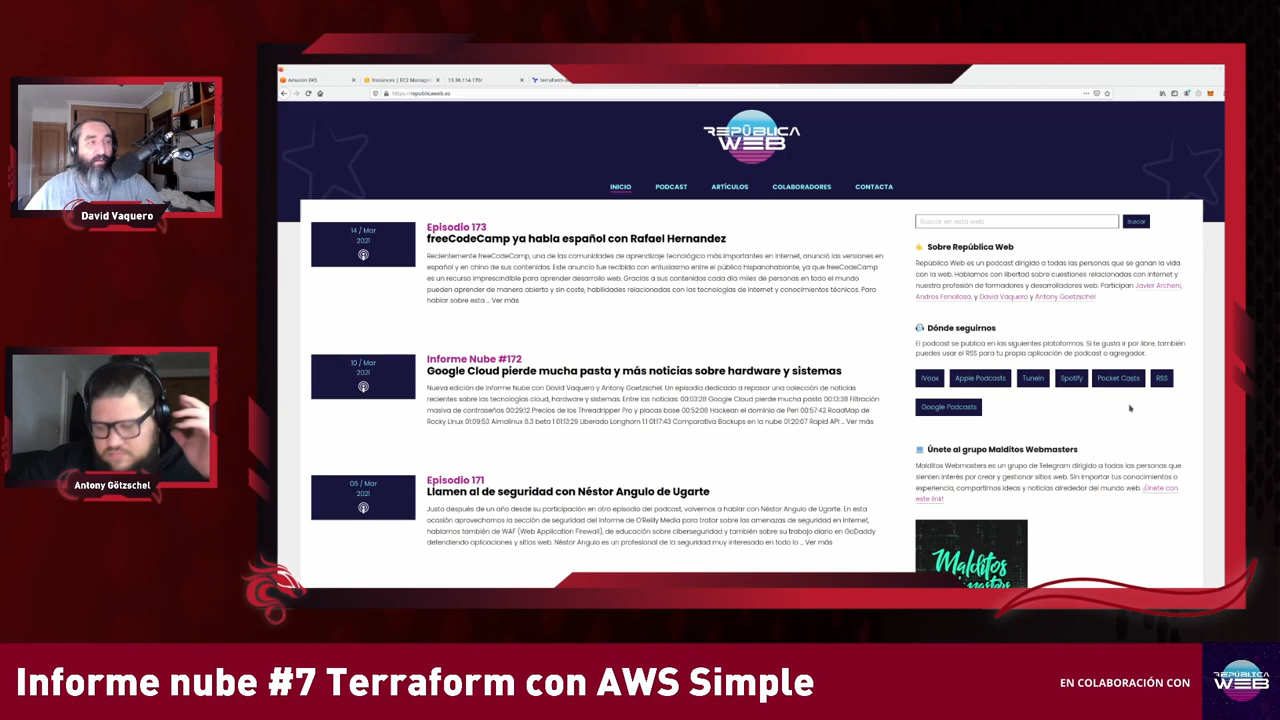 Amazon EKS
Instances | EC2 Manage
13.36.114.170/
terraform-
https://republicaweb.es
REPÚBLICA
WEB
INICIO
PODCAST
ARTÍCULOS
COLABORADORES
CONTACTA
14 / Mar
2021
Episodio 173
freeCodeCamp ya habla español con Rafael Hernandez
Recientemente freeCodeCamp, una de las comunidades de aprendizaje tecnológico más importantes en internet, anunció las versiones en
español y en chino de sus contenidos. Este anuncio fue recibido con entusiasmo entre el público hispanohablante, ya que freeCodeCamp
es un recurso imprescindible para aprender desarrollo web. Gracias a sus contenidos cada día miles de personas en todo el mundo
pueden aprender de manera abierta y sin coste, habilidades relacionadas con las tecnologías de internet y conocimientos técnicos. Para
hablar sobre esta ... Ver más
10 / Mar
2021
Informe Nube #172
Google Cloud pierde mucha pasta y más noticias sobre hardware y sistemas
Nueva edición de Informe Nube con David Vaquero y Antony Goetzschel. Un episodio dedicado a repasar una colección de noticias
recientes sobre tecnologías cloud, hardware y sistemas. Entre las noticias: 00:03:28 Google Cloud pierde mucha pasta 00:13:38 Filtración
masiva de contraseñas 00:29:12 Precios de los Threadripper Pro y placas base 00:52:08 Hackean el dominio de Perl 00:57:42 RoadMap de
Rocky Linux 01:09:53 Almalinux 8.3 beta 1 01:13:29 Liberado Longhorn 1.1 01:17:43 Comparativa Backups en la nube 01:20:07 Rapid API ... Ver más
06 / Mar
2021
Episodio 171
Llamen al de seguridad con Néstor Angulo de Ugarte
Justo después de un año desde su participación en otro episodio del podcast, volvemos a hablar con Néstor Angulo de Ugarte. En esta
ocasión aprovechamos la sección de seguridad del informe de O'Reilly Media para tratar sobre las amenazas de seguridad en Internet,
hablamos también de WAF (Web Application Firewall), de educación sobre ciberseguridad y también sobre su trabajo diario en GoDaddy
defendiendo aplicaciones y sitios web. Néstor Angulo es un profesional de la seguridad muy interesado en todo lo ... Ver más
Buscar en esta web
Buscar
Sobre República Web
República Web es un podcast dirigido a todas las personas que se ganan la vida
con la web. Hablamos con libertad sobre cuestiones relacionadas con Internet y
nuestra profesión de formadores y desarrolladores web. Participan Javier Archeni,
Andros Fenollosa, y David Vaquero y Antony Goetzschel
Dónde seguirnos
El podcast se publica en las siguientes plataformas. Si te gusta ir por libre, también
puedes usar el RSS para tu propia aplicación de podcast o agregador.
iVoox
Apple Podcasts
TuneIn
Spotify
Pocket Casts
RSS
Google Podcasts
Únete al grupo Malditos Webmasters
Malditos Webmasters es un grupo de Telegram dirigido a todas las personas que
sienten interés por crear y gestionar sitios web. Sin importar tus conocimientos o
experiencia, compartimos ideas y noticias alrededor del mundo web. ¡Únete con
este link!
Malditos
David Vaquero
Antony Götzschel
Informe nube #7 Terraform con AWS Simple
EN COLABORACIÓN CON
REPÚBLICA
WEB